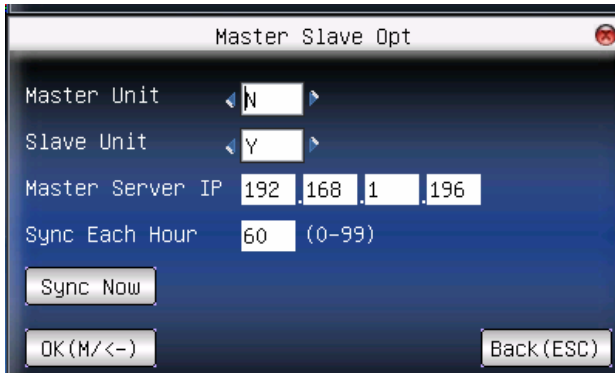 Master Slave Opt
Master Unit N
Slave Unit Y
Master Server IP 192.168.1.196
Sync Each Hour 60 (0-99)
Sync Now
OK(M/<-) Back(ESC)